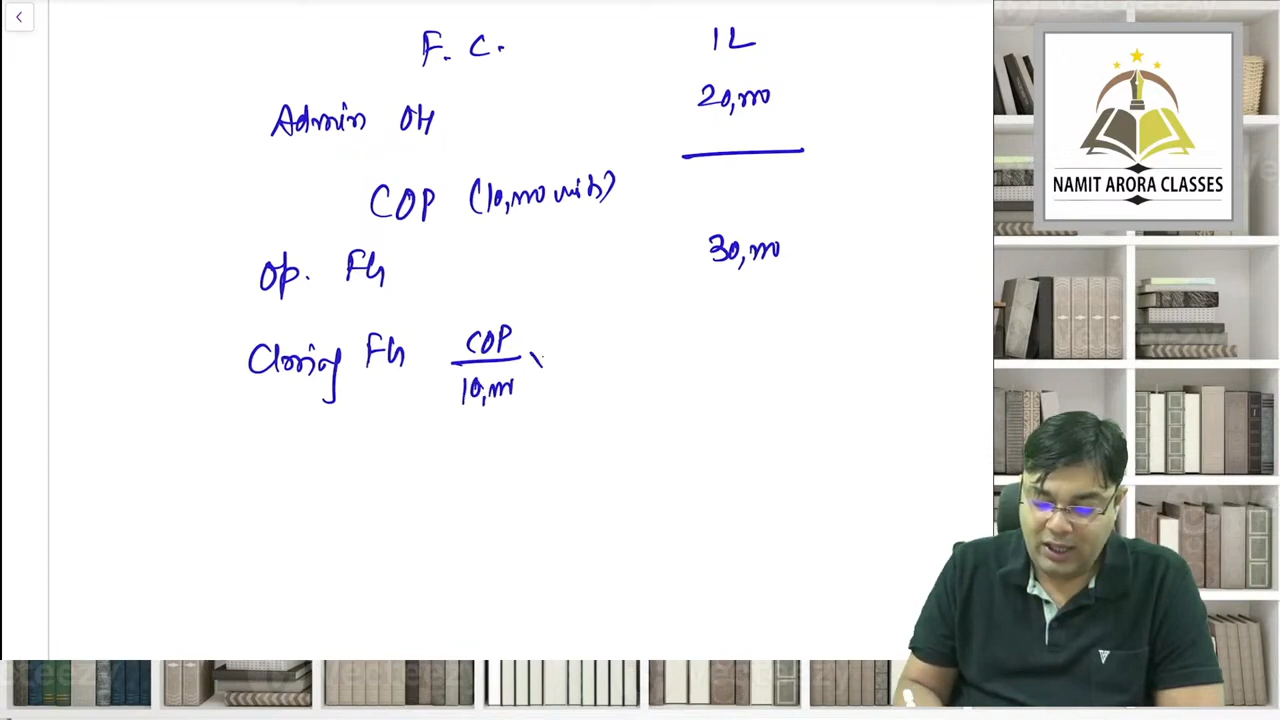 F. C. 1L
Admin OH 20,000
COP (10,000 units)
Op. FG 30,000
Closing FG COP
10,000
NAMIT ARORA CLASSES